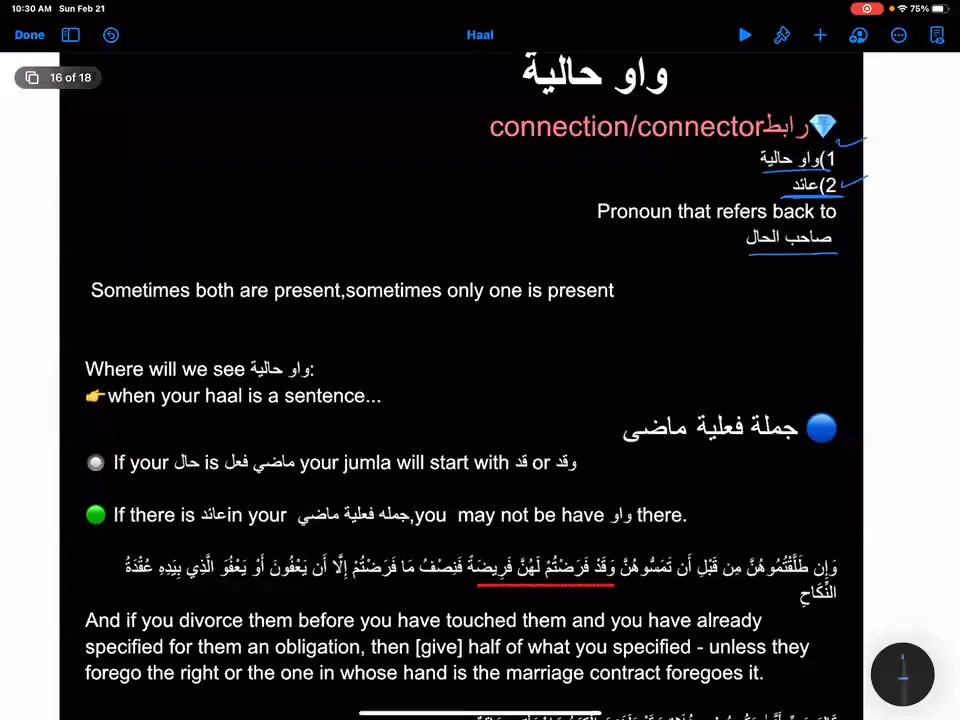 10:30 AM Sun Feb 21
75%
Done
Haal
16 of 18
واو حالية
connection/connectorرابط💎
1)واو حالية
2)عائد
Pronoun that refers back to
صاحب الحال
Sometimes both are present,sometimes only one is present
Where will we see واو حالية:
👉when your haal is a sentence...
🔵 جملة فعلية ماضى
If your حال is ماضي فعل your jumla will start with قد or وقد
🟢 If there is عائدin your جمله فعلية ماضي,you may not be have واو there.
وَإِن طَلَّقْتُمُوهُنَّ مِن قَبْلِ أَن تَمَسُّوهُنَّ وَقَدْ فَرَضْتُمْ لَهُنَّ فَرِيضَةً فَنِصْفُ مَا فَرَضْتُمْ إِلَّا أَن يَعْفُونَ أَوْ يَعْفُوَ الَّذِي بِيَدِهِ عُقْدَةُ
النِّكَاحِ
And if you divorce them before you have touched them and you have already
specified for them an obligation, then [give] half of what you specified - unless they
forego the right or the one in whose hand is the marriage contract foregoes it.